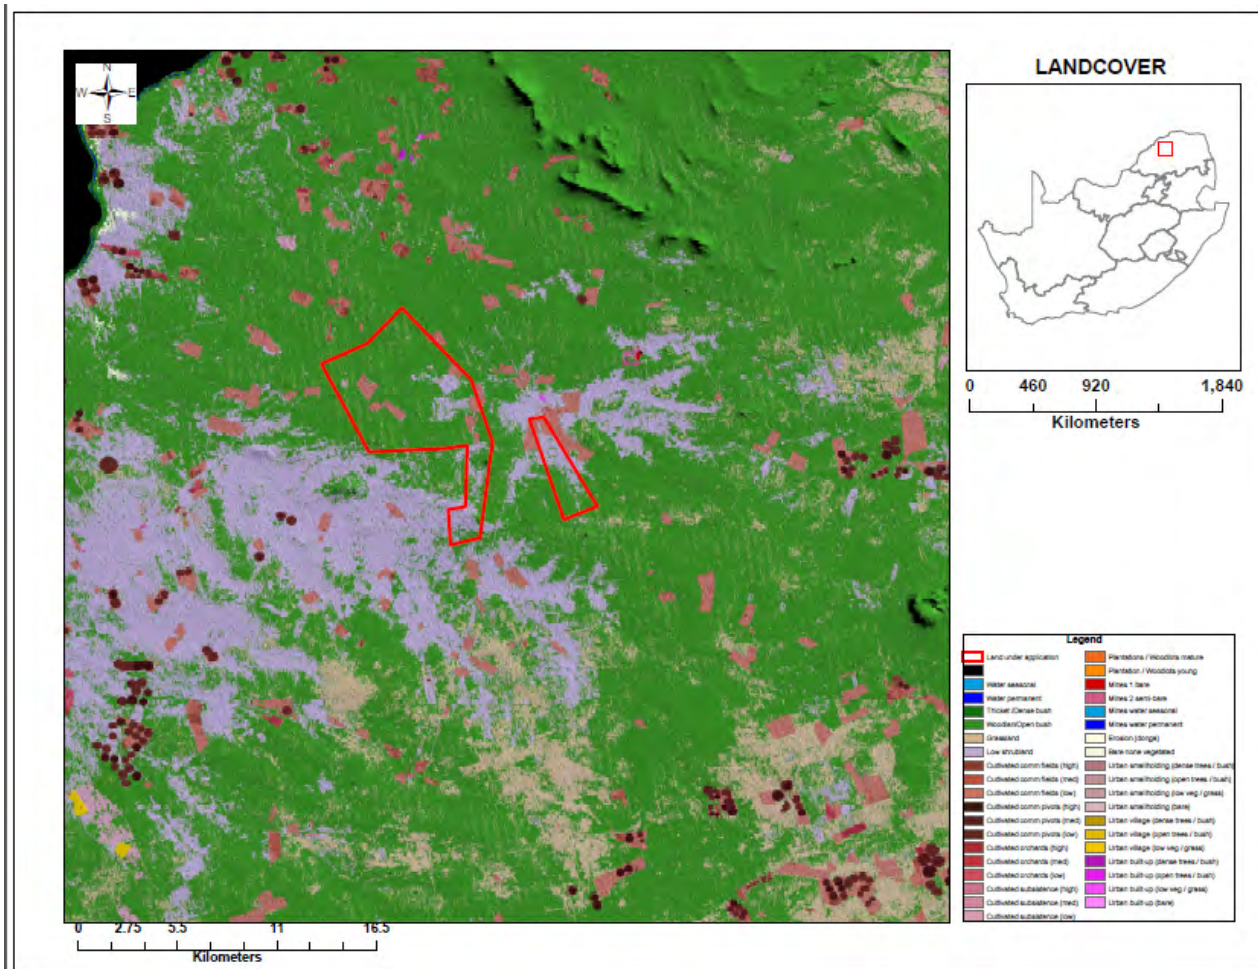 N
W E
S
LANDCOVER
0 460 920 1,840
Kilometers
Legend
Land under application
Water seasonal
Water permanent
Thicket /Dense bush
Woodlan/Open bush
Grassland
Low shrubland
Cultivated comm fields (high)
Cultivated comm fields (med)
Cultivated comm fields (low)
Cultivated comm pivots (high)
Cultivated comm pivots (med)
Cultivated comm pivots (low)
Cultivated orchards (high)
Cultivated orchards (med)
Cultivated orchards (low)
Cultivated subsistence (high)
Cultivated subsistence (med)
Cultivated subsistence (low)
Plantations / Woodlots mature
Plantation / Woodlots young
Mines 1 bare
Mines 2 semi-bare
Mines water seasonal
Mines water permanent
Erosion (donga)
Bare none vegetated
Urban smallholding (dense trees / bush)
Urban smallholding (open trees / bush)
Urban smallholding (low veg / grass)
Urban smallholding (bare)
Urban village (dense trees / bush)
Urban village (open trees / bush)
Urban village (low veg / grass)
Urban built-up (dense trees / bush)
Urban built-up (open trees / bush)
Urban built-up (low veg / grass)
Urban built-up (bare)
0 2.75 5.5 11 16.5
Kilometers